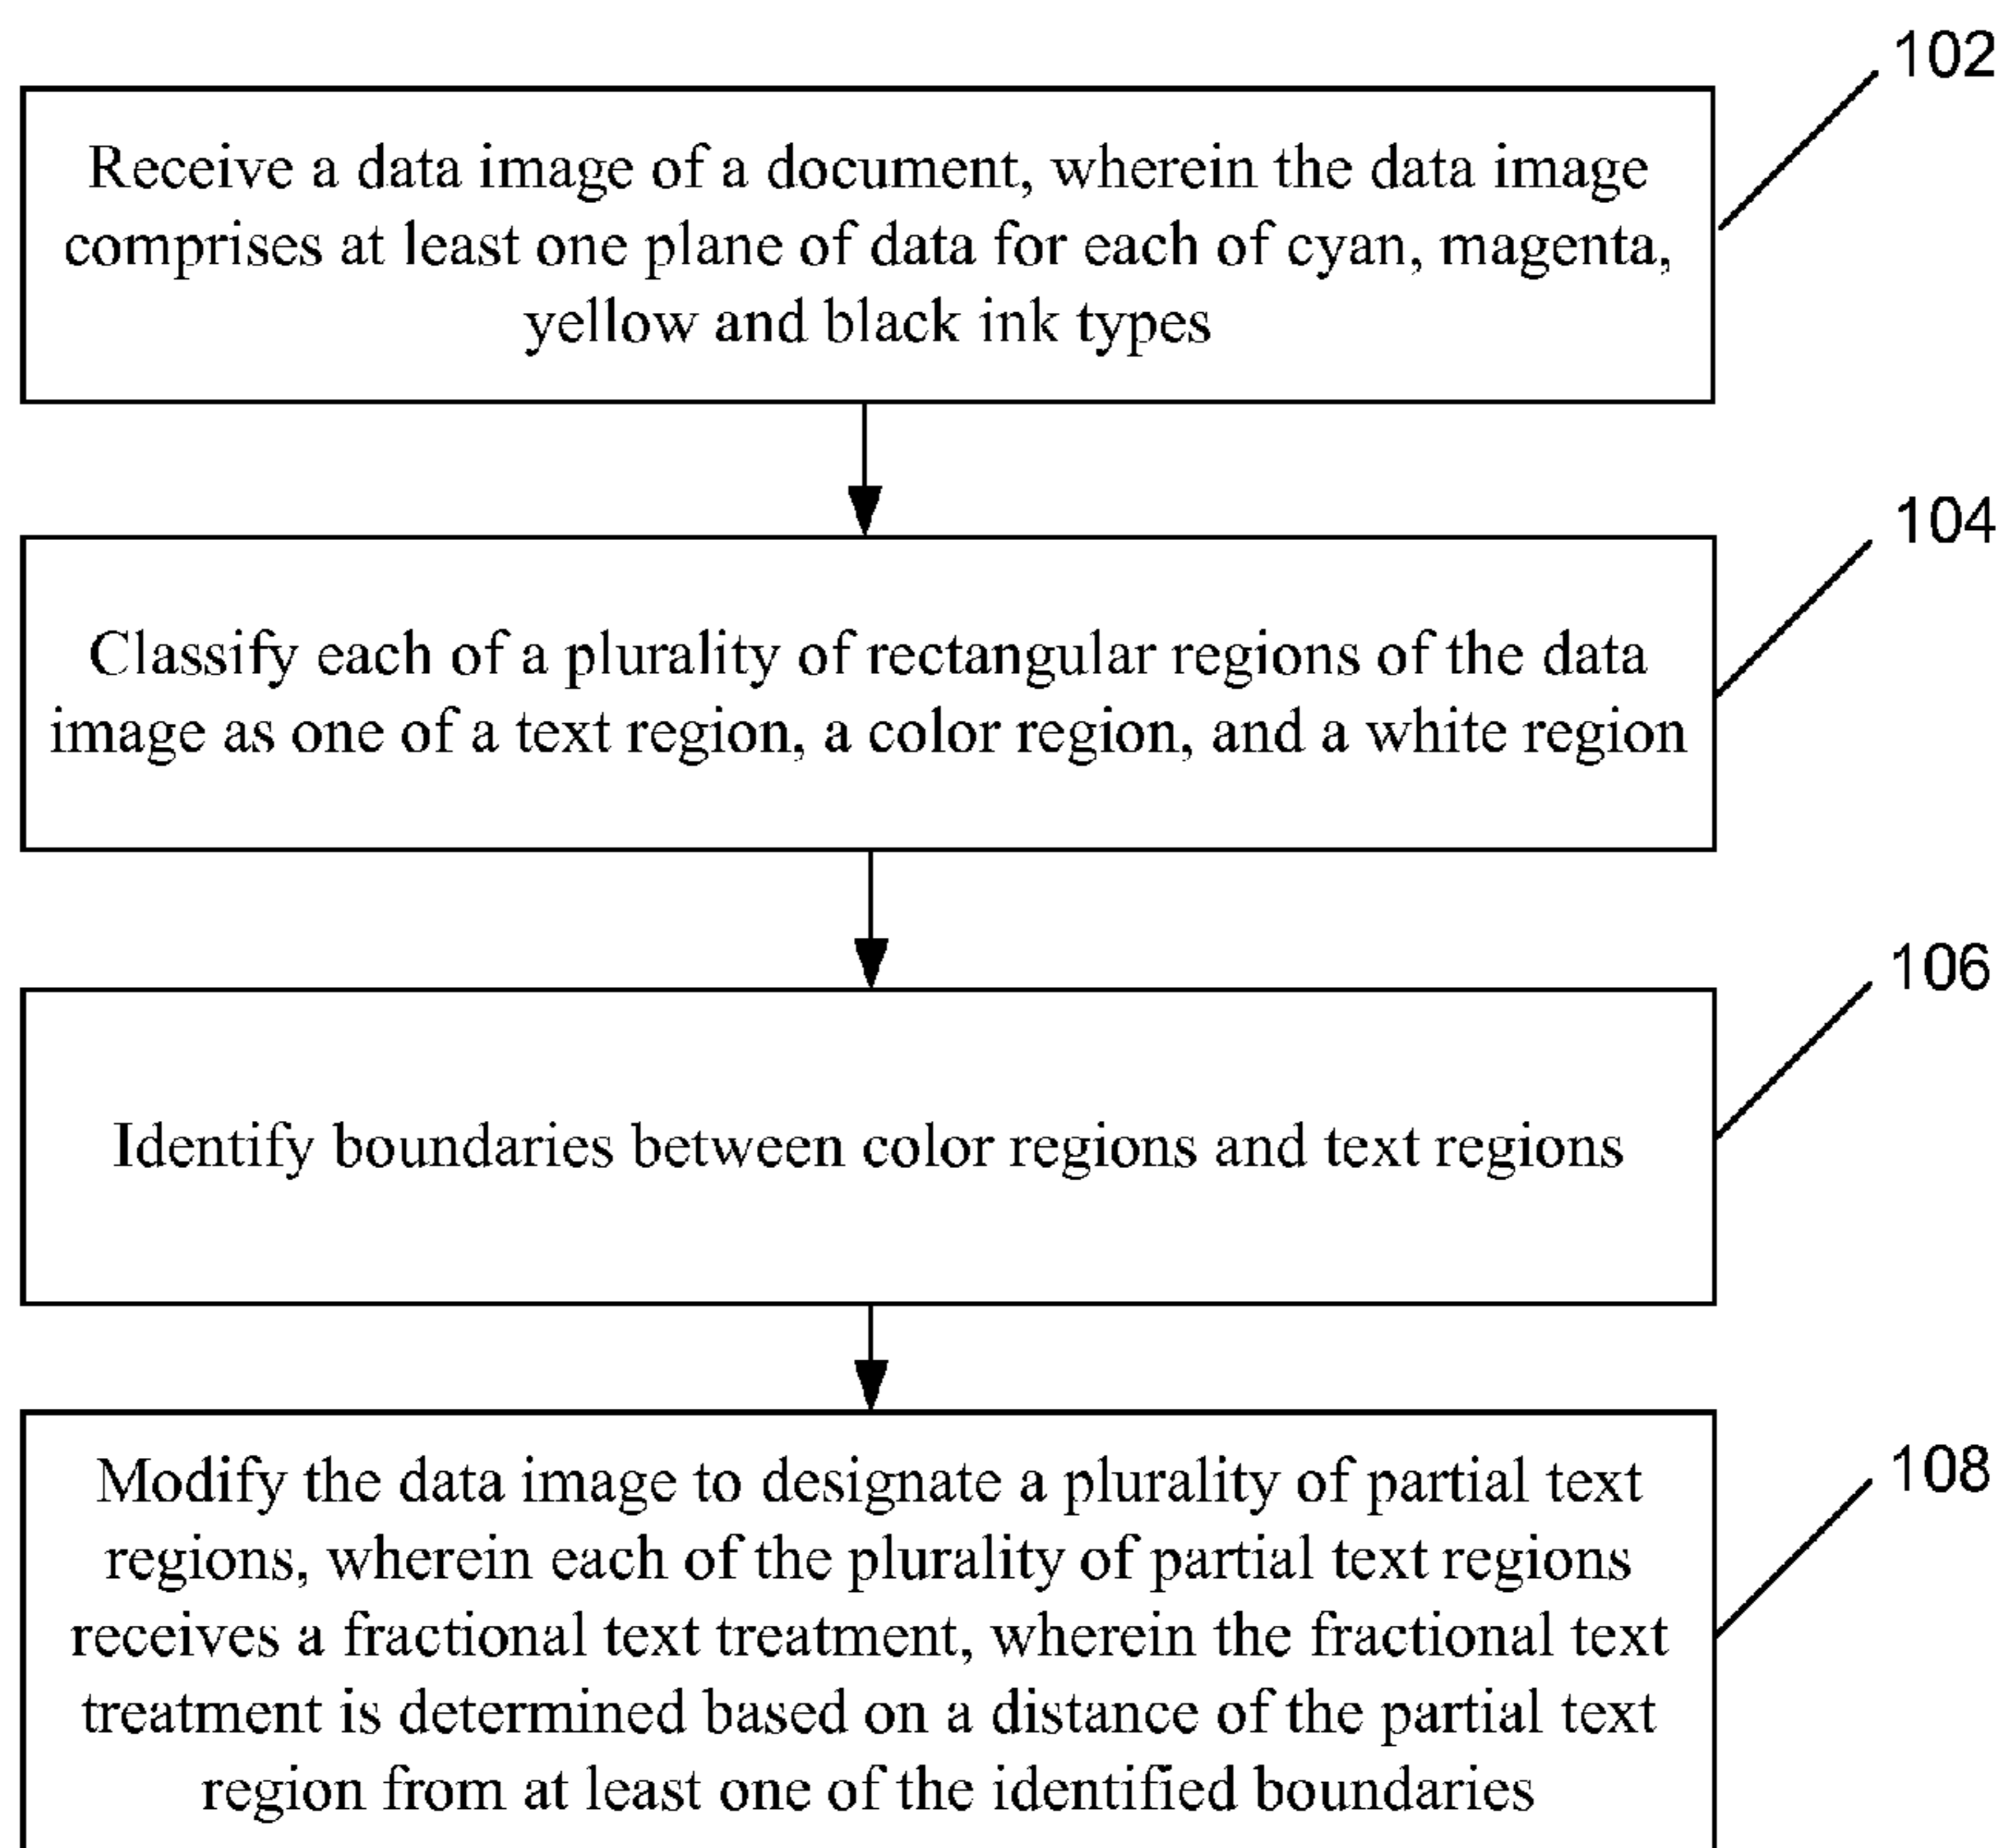 102
Receive a data image of a document, wherein the data image
comprises at least one plane of data for each of cyan, magenta,
yellow and black ink types
104
Classify each of a plurality of rectangular regions of the data
image as one of a text region, a color region, and a white region
106
Identify boundaries between color regions and text regions
108
Modify the data image to designate a plurality of partial text
regions, wherein each of the plurality of partial text regions
receives a fractional text treatment, wherein the fractional text
treatment is determined based on a distance of the partial text
region from at least one of the identified boundaries